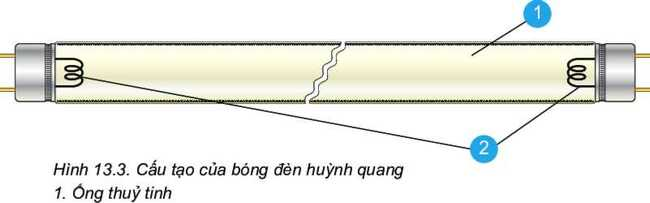 1
2
Hình 13.3. Cấu tạo của bóng đèn huỳnh quang
1. Ống thuỷ tinh